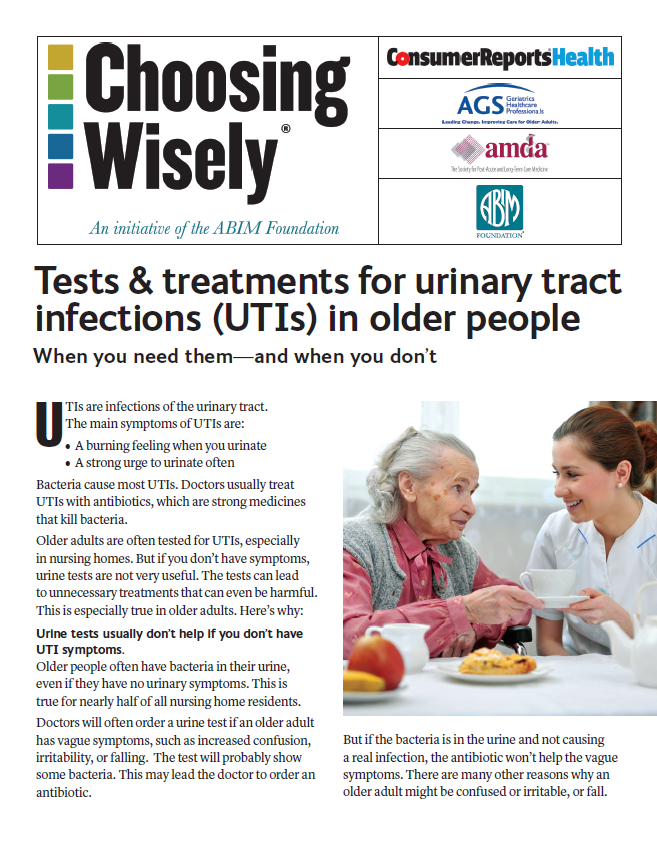 Choosing
Wisely®
An initiative of the ABIM Foundation
ConsumerReports®Health
AGS
Geriatrics
Healthcare
Professionals
Leading Change. Improving Care for Older Adults.
amda
The Society for Post-Acute and Long-Term Care Medicine
ABIM
FOUNDATION®
Tests & treatments for urinary tract
infections (UTIs) in older people
When you need them—and when you don't
UTIs are infections of the urinary tract.
The main symptoms of UTIs are:
• A burning feeling when you urinate
• A strong urge to urinate often
Bacteria cause most UTIs. Doctors usually treat
UTIs with antibiotics, which are strong medicines
that kill bacteria.
Older adults are often tested for UTIs, especially
in nursing homes. But if you don't have symptoms,
urine tests are not very useful. The tests can lead
to unnecessary treatments that can even be harmful.
This is especially true in older adults. Here's why:
Urine tests usually don't help if you don't have
UTI symptoms.
Older people often have bacteria in their urine,
even if they have no urinary symptoms. This is
true for nearly half of all nursing home residents.
Doctors will often order a urine test if an older adult
has vague symptoms, such as increased confusion,
irritability, or falling. The test will probably show
some bacteria. This may lead the doctor to order an
antibiotic.
But if the bacteria is in the urine and not causing
a real infection, the antibiotic won't help the vague
symptoms. There are many other reasons why an
older adult might be confused or irritable, or fall.